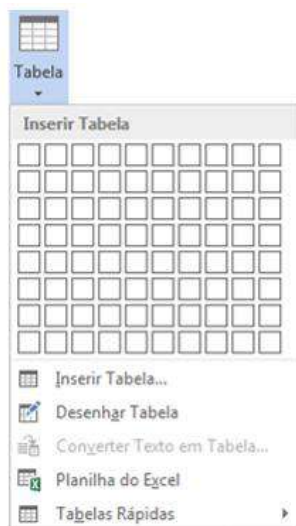 Tabela
Inserir Tabela
Inserir Tabela...
Desenhar Tabela
Converter Texto em Tabela...
Planilha do Excel
Tabelas Rápidas